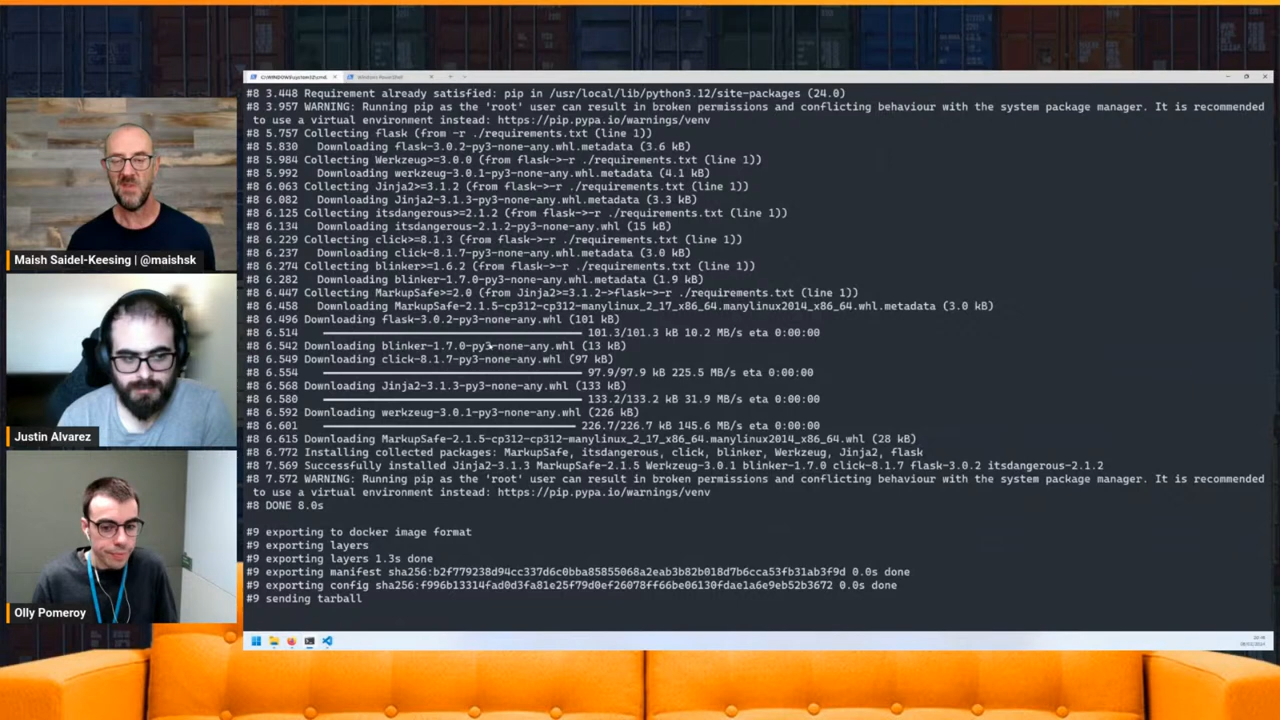 C:\WINDOWS\system32\cmd.
Windows PowerShell
#8 3.448 Requirement already satisfied: pip in /usr/local/lib/python3.12/site-packages (24.0)
#8 3.957 WARNING: Running pip as the 'root' user can result in broken permissions and conflicting behaviour with the system package manager. It is recommended
to use a virtual environment instead: https://pip.pypa.io/warnings/venv
#8 5.757 Collecting flask (from -r ./requirements.txt (line 1))
#8 5.830   Downloading flask-3.0.2-py3-none-any.whl.metadata (3.6 kB)
#8 5.984 Collecting Werkzeug>=3.0.0 (from flask->-r ./requirements.txt (line 1))
#8 5.992   Downloading werkzeug-3.0.1-py3-none-any.whl.metadata (4.1 kB)
#8 6.063 Collecting Jinja2>=3.1.2 (from flask->-r ./requirements.txt (line 1))
#8 6.082   Downloading Jinja2-3.1.3-py3-none-any.whl.metadata (3.3 kB)
#8 6.125 Collecting itsdangerous>=2.1.2 (from flask->-r ./requirements.txt (line 1))
#8 6.134   Downloading itsdangerous-2.1.2-py3-none-any.whl (15 kB)
#8 6.229 Collecting click>=8.1.3 (from flask->-r ./requirements.txt (line 1))
#8 6.237   Downloading click-8.1.7-py3-none-any.whl.metadata (3.0 kB)
#8 6.274 Collecting blinker>=1.6.2 (from flask->-r ./requirements.txt (line 1))
#8 6.282   Downloading blinker-1.7.0-py3-none-any.whl.metadata (1.9 kB)
#8 6.447 Collecting MarkupSafe>=2.0 (from Jinja2>=3.1.2->flask->-r ./requirements.txt (line 1))
#8 6.458   Downloading MarkupSafe-2.1.5-cp312-cp312-manylinux_2_17_x86_64.manylinux2014_x86_64.whl.metadata (3.0 kB)
#8 6.496 Downloading flask-3.0.2-py3-none-any.whl (101 kB)
#8 6.514    101.3/101.3 kB 10.2 MB/s eta 0:00:00
#8 6.542 Downloading blinker-1.7.0-py3-none-any.whl (13 kB)
#8 6.549 Downloading click-8.1.7-py3-none-any.whl (97 kB)
#8 6.554    97.9/97.9 kB 225.5 MB/s eta 0:00:00
#8 6.568 Downloading Jinja2-3.1.3-py3-none-any.whl (133 kB)
#8 6.580    133.2/133.2 kB 31.9 MB/s eta 0:00:00
#8 6.592 Downloading werkzeug-3.0.1-py3-none-any.whl (226 kB)
#8 6.601    226.7/226.7 kB 145.6 MB/s eta 0:00:00
#8 6.615 Downloading MarkupSafe-2.1.5-cp312-cp312-manylinux_2_17_x86_64.manylinux2014_x86_64.whl (28 kB)
#8 6.772 Installing collected packages: MarkupSafe, itsdangerous, click, blinker, Werkzeug, Jinja2, flask
#8 7.569 Successfully installed Jinja2-3.1.3 MarkupSafe-2.1.5 Werkzeug-3.0.1 blinker-1.7.0 click-8.1.7 flask-3.0.2 itsdangerous-2.1.2
#8 7.572 WARNING: Running pip as the 'root' user can result in broken permissions and conflicting behaviour with the system package manager. It is recommended
to use a virtual environment instead: https://pip.pypa.io/warnings/venv
#8 DONE 8.0s
#9 exporting to docker image format
#9 exporting layers
#9 exporting layers 1.3s done
#9 exporting manifest sha256:b2f779238d94cc337d6c0bba85855068a2eab3b82b018d7b6cca53fb31ab3f9d 0.0s done
#9 exporting config sha256:f996b13314fad0d3fa81e25f79d0ef26078ff66be06130fdae1a6e9eb52b3672 0.0s done
#9 sending tarball
Maish Saidel-Keesing | @maishsk
Justin Alvarez
Olly Pomeroy